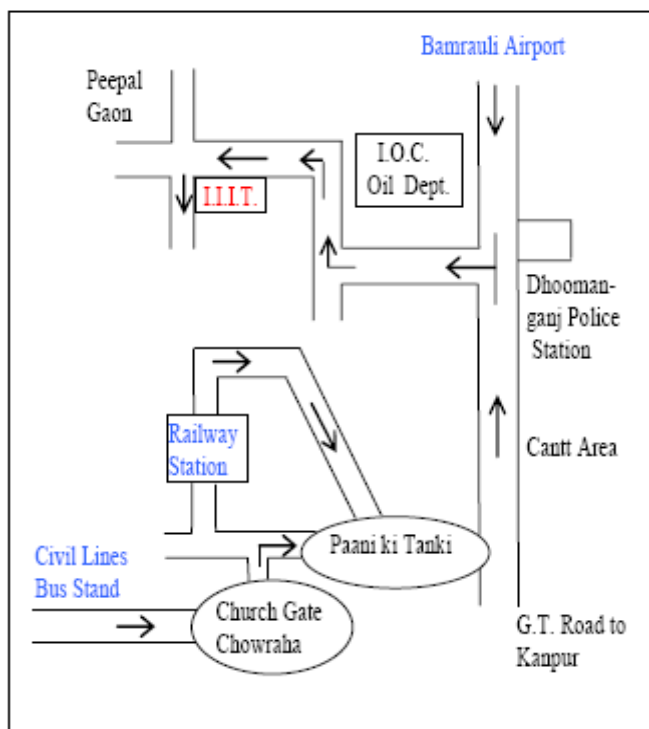 Bamrauli Airport
Peepal
Gaon
I.O.C.
Oil Dept.
I.I.I.T.
Dhooman-
ganj Police
Station
Railway
Station
Cantt Area
Civil Lines
Bus Stand
Paani ki Tanki
Church Gate
Chowraha
G.T. Road to
Kanpur